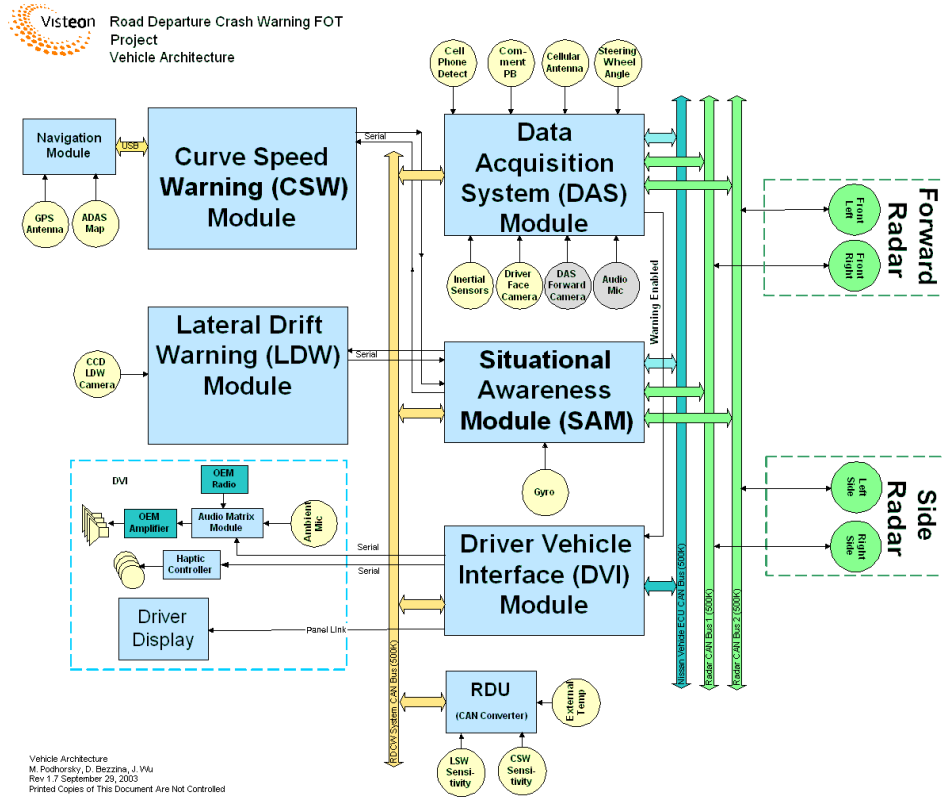 Visteon
Road Departure Crash Warning FOT
Project
Vehicle Architecture
Cell
Phone
Detect
Com-
ment
PB
Cellular
Antenna
Steering
Wheel
Angle
Navigation
Module
USB
GPS
Antenna
ADAS
Map
Curve Speed
Warning (CSW)
Module
Serial
Data
Acquisition
System (DAS)
Module
Inertial
Sensors
Driver
Face
Camera
DAS
Forward
Camera
Audio
Mic
Warning Enabled
Front
Left
Front
Right
Forward
Radar
CCD
LDW
Camera
Lateral Drift
Warning (LDW)
Module
Serial
Situational
Awareness
Module (SAM)
Gyro
Left
Side
Right
Side
Side
Radar
DVI
OEM
Radio
OEM
Amplifier
Audio Matrix
Module
Ambient
Mic
Haptic
Controller
Driver
Display
Serial
Serial
Panel Link
Driver Vehicle
Interface (DVI)
Module
RDCW System CAN Bus (500K)
Nissan Vehicle ECU CAN Bus (500K)
Radar CAN Bus 1 (500K)
Radar CAN Bus 2 (500K)
RDU
(CAN Converter)
External
Temp
LSW
Sensi-
tivity
CSW
Sensi-
tivity
Vehicle Architecture
M. Podhorsky, D. Bezzina, J. Wu
Rev 1.7 September 29, 2003
Printed Copies of This Document Are Not Controlled